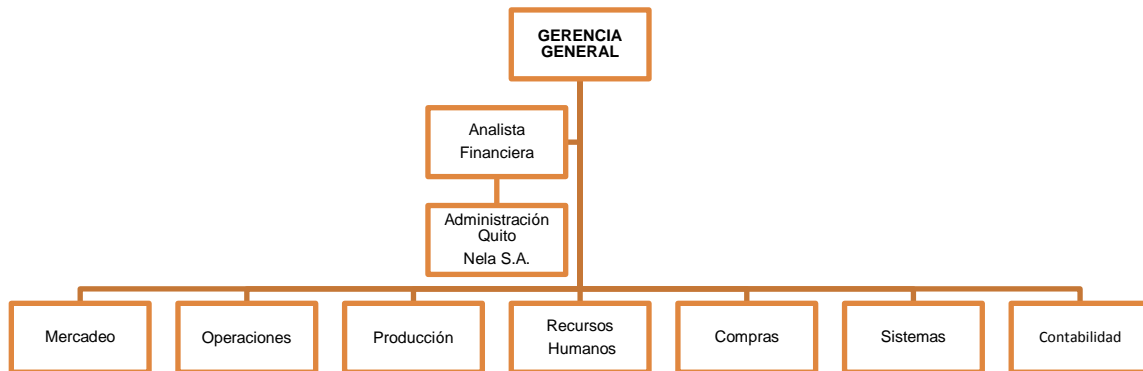 GERENCIA
GENERAL
Analista
Financiera
Administración
Quito
Nela S.A.
Mercadeo
Operaciones
Producción
Recursos
Humanos
Compras
Sistemas
Contabilidad